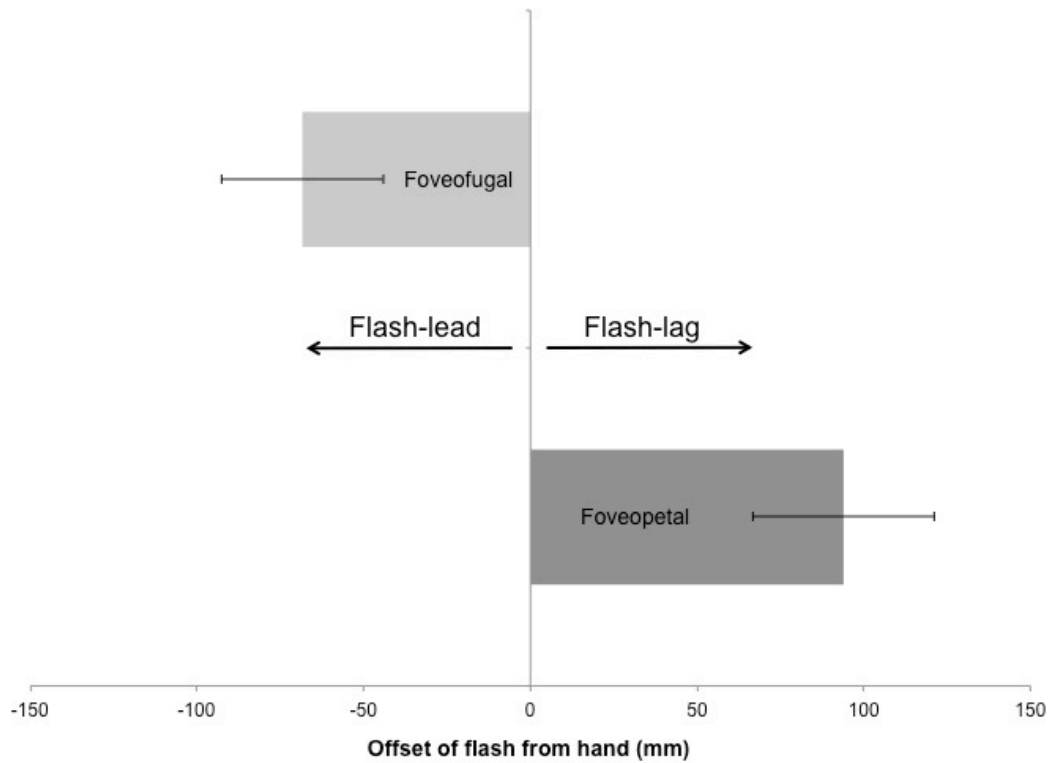 Foveofugal
Flash-lead Flash-lag
Foveopetal
-150 -100 -50 0 50 100 150
Offset of flash from hand (mm)